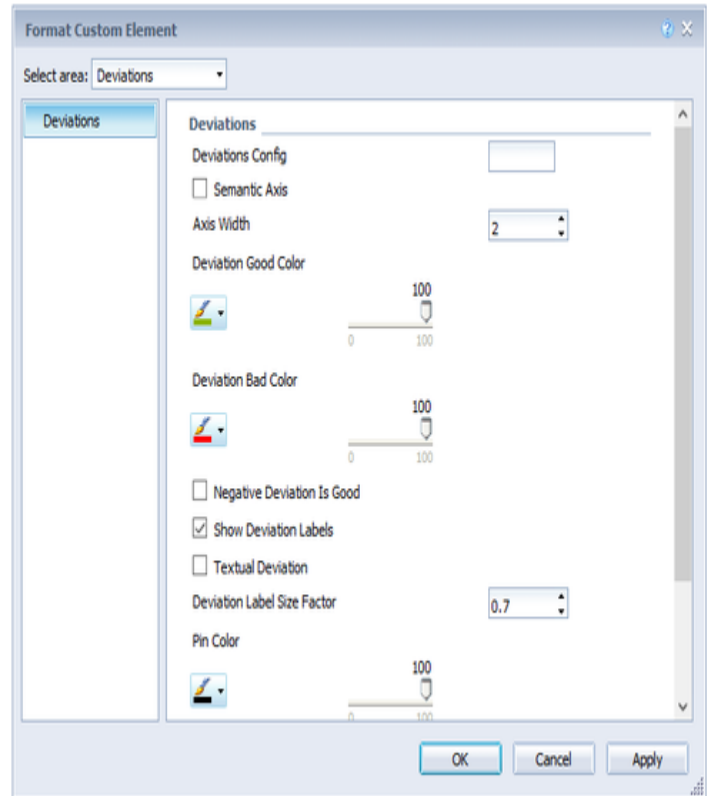 Format Custom Element
Select area: Deviations
Deviations
Deviations
Deviations Config
Semantic Axis
Axis Width 2
Deviation Good Color
100
0 100
Deviation Bad Color
100
0 100
Negative Deviation Is Good
Show Deviation Labels
Textual Deviation
Deviation Label Size Factor 0.7
Pin Color
100
0 100
OK Cancel Apply